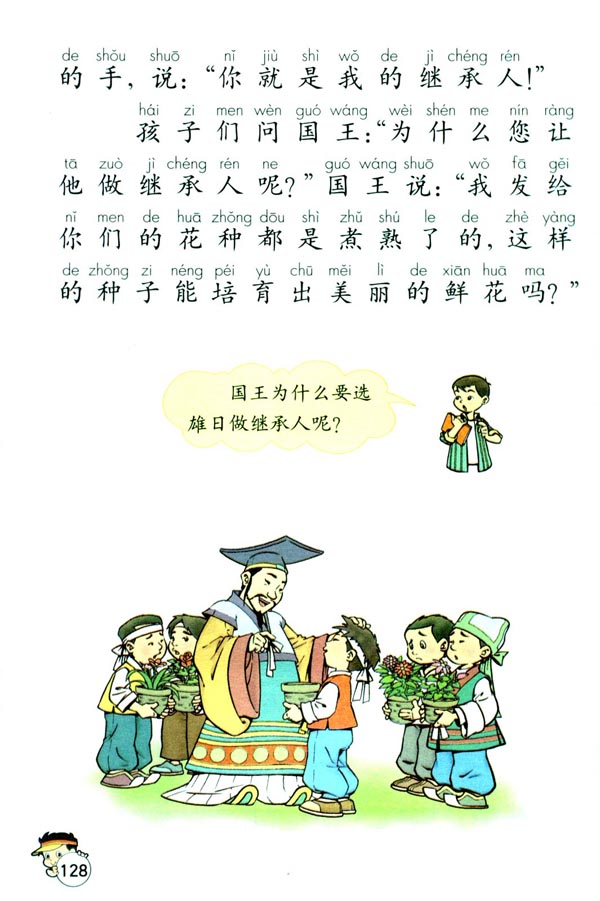 de shǒu shuō nǐ jiù shì wǒ de jì chéng rén
的手，说：“你就是我的继承人！”
hái zi men wèn guó wáng wèi shén me nín ràng
孩子们问国王：“为什么您让
tā zuò jì chéng rén ne guó wáng shuō wǒ fā gěi
他做继承人呢？”国王说：“我发给
nǐ men de huā zhǒng dōu shì zhǔ shú le de zhè yàng
你们的花种都是煮熟了的，这样
de zhǒng zi néng péi yù chū měi lì de xiān huā ma
的种子能培育出美丽的鲜花吗？”
国王为什么要选
雄日做继承人呢？
128